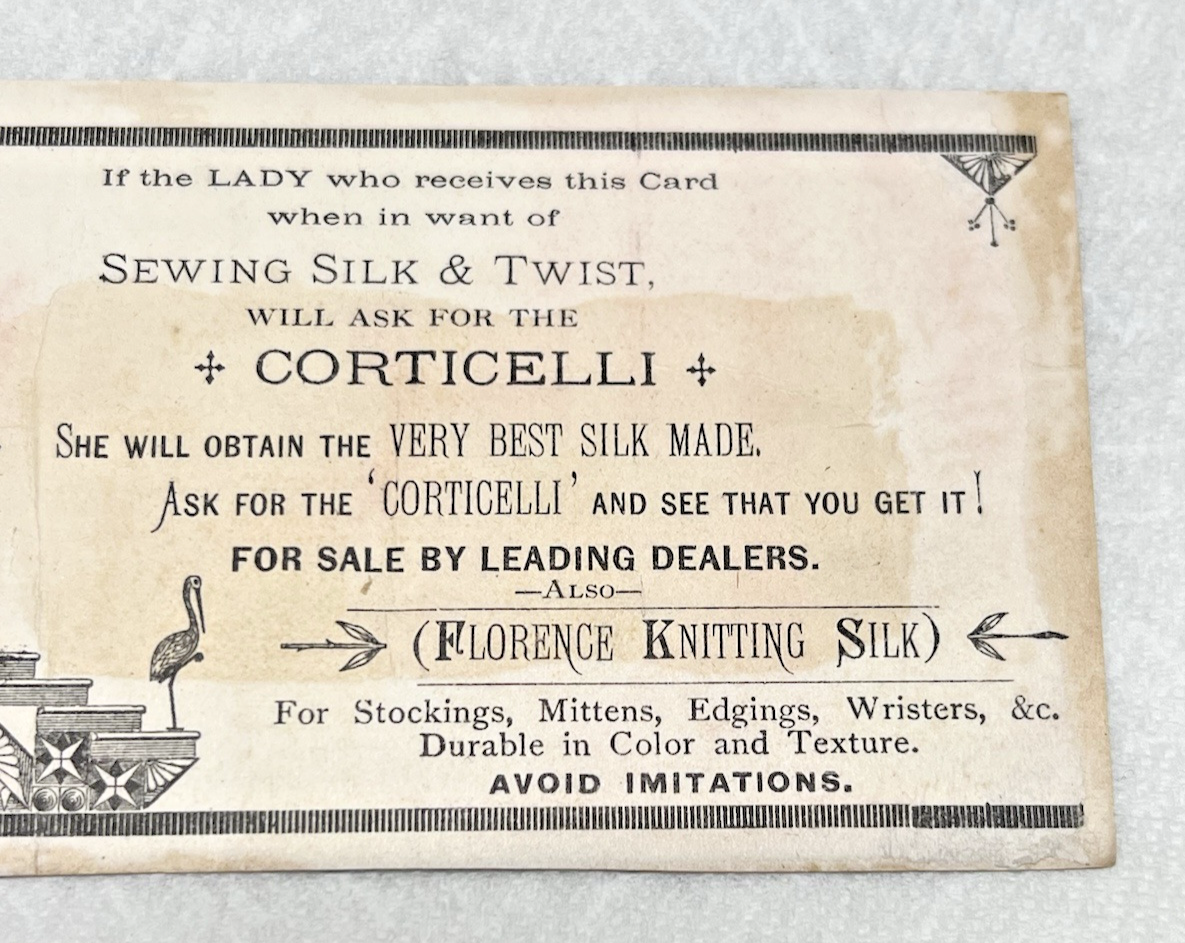 If the LADY who receives this Card
when in want of
SEWING SILK & TWIST,
WILL ASK FOR THE
CORTICELLI
SHE WILL OBTAIN THE VERY BEST SILK MADE.
ASK FOR THE 'CORTICELLI' AND SEE THAT YOU GET IT!
FOR SALE BY LEADING DEALERS.
—ALSO—
(FLORENCE KNITTING SILK)
For Stockings, Mittens, Edgings, Wristers, &c.
Durable in Color and Texture.
AVOID IMITATIONS.